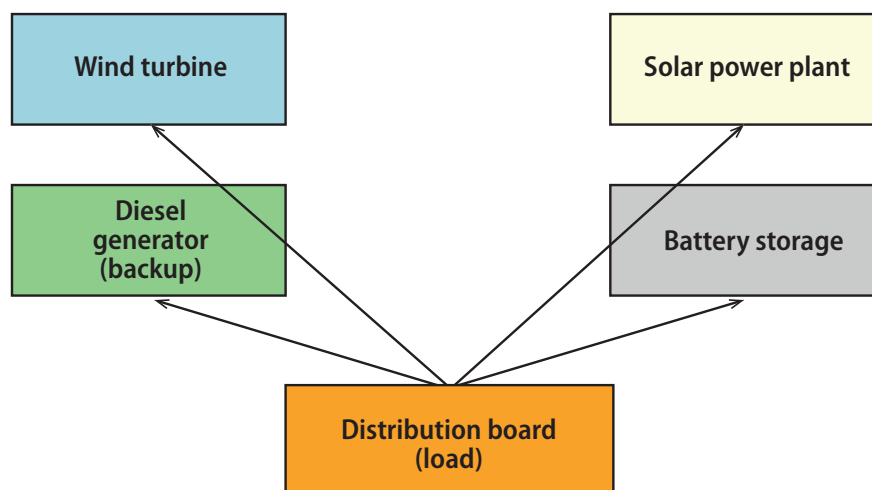 Wind turbine
Solar power plant
Diesel
generator
(backup)
Battery storage
Distribution board
(load)